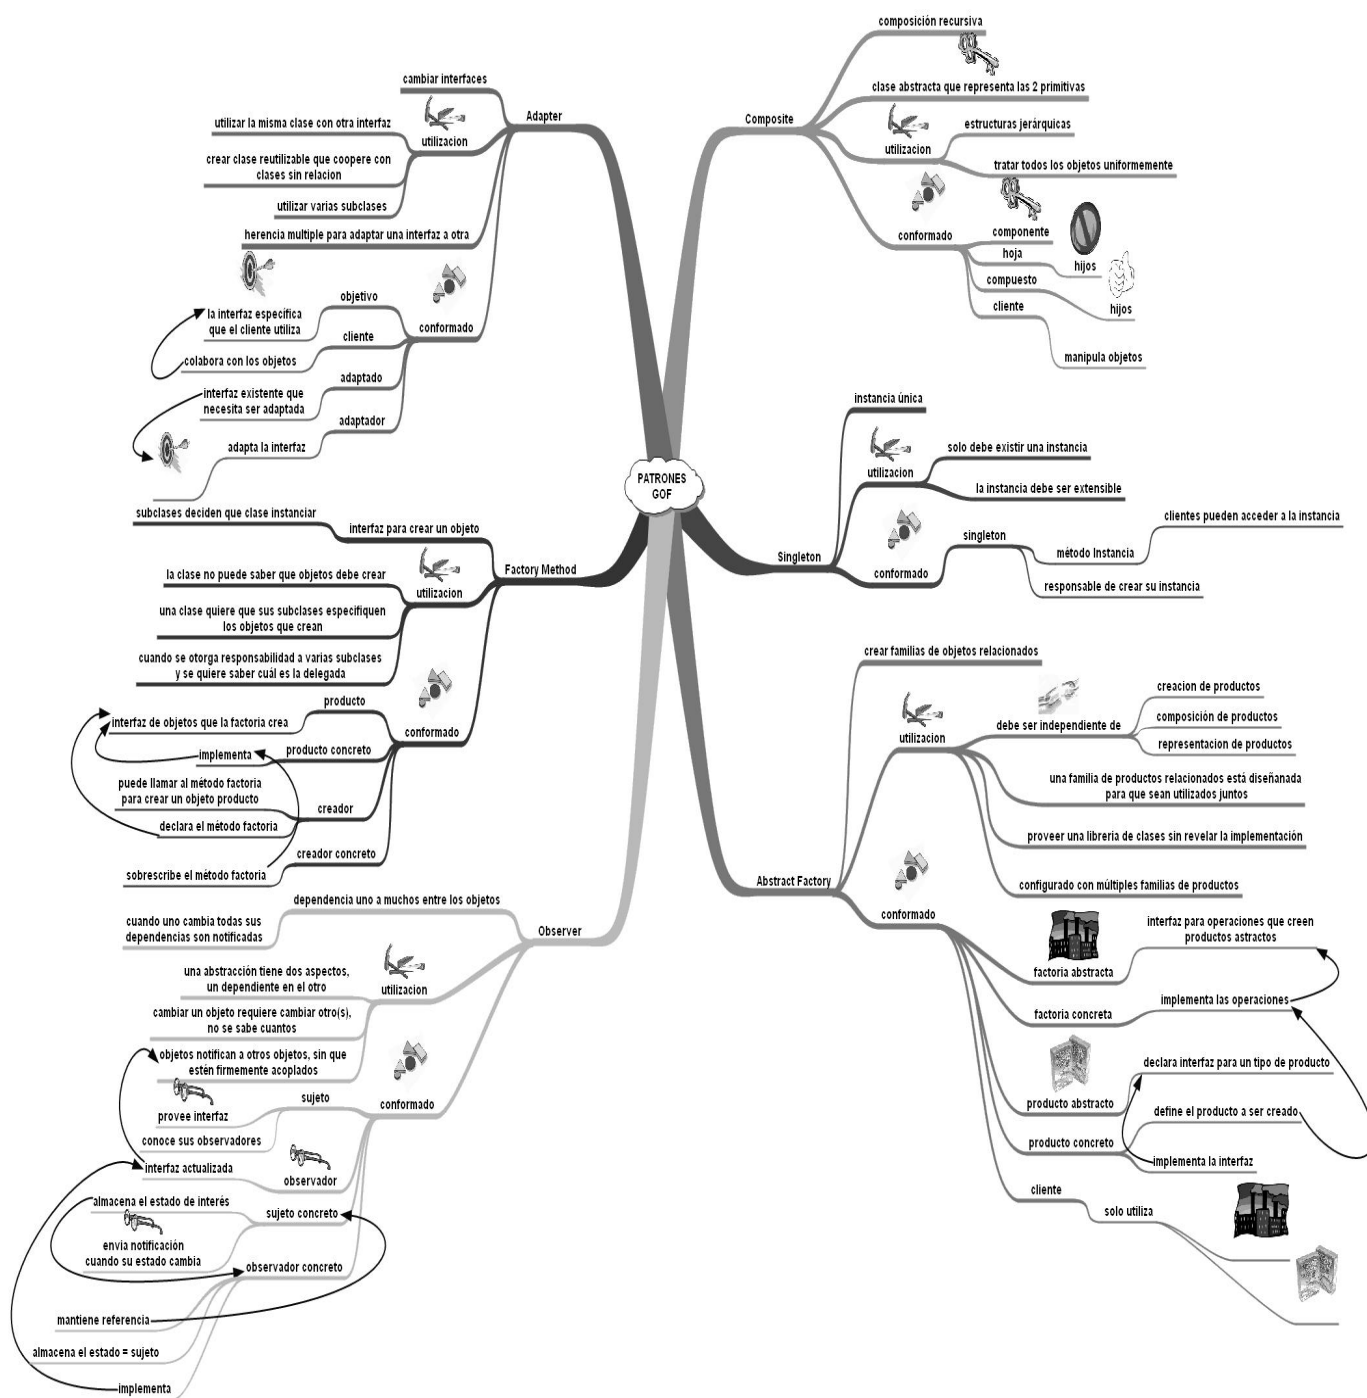 PATRONES
GOF
Adapter
cambiar interfaces
utilizacion
utilizar la misma clase con otra interfaz
crear clase reutilizable que coopere con
clases sin relacion
utilizar varias subclases
herencia multiple para adaptar una interfaz a otra
conformado
objetivo
la interfaz específica
que el cliente utiliza
cliente
colabora con los objetos
adaptado
interfaz existente que
necesita ser adaptada
adaptador
adapta la interfaz
Factory Method
interfaz para crear un objeto
subclases deciden que clase instanciar
utilizacion
la clase no puede saber que objetos debe crear
una clase quiere que sus subclases especifiquen
los objetos que crean
cuando se otorga responsabilidad a varias subclases
y se quiere saber cuál es la delegada
conformado
producto
interfaz de objetos que la factoria crea
producto concreto
implementa
creador
puede llamar al método factoria
para crear un objeto producto
declara el método factoria
creador concreto
sobrescribe el método factoria
Observer
dependencia uno a muchos entre los objetos
cuando uno cambia todas sus
dependencias son notificadas
utilizacion
una abstracción tiene dos aspectos,
un dependiente en el otro
cambiar un objeto requiere cambiar otro(s),
no se sabe cuantos
objetos notifican a otros objetos, sin que
estén firmemente acoplados
conformado
sujeto
provee interfaz
conoce sus observadores
observador
interfaz actualizada
sujeto concreto
almacena el estado de interés
envia notificación
cuando su estado cambia
observador concreto
mantiene referencia
almacena el estado = sujeto
implementa
Composite
composición recursiva
clase abstracta que representa las 2 primitivas
utilizacion
estructuras jerárquicas
tratar todos los objetos uniformemente
conformado
componente
hoja
hijos
compuesto
hijos
cliente
manipula objetos
Singleton
instancia única
utilizacion
solo debe existir una instancia
la instancia debe ser extensible
conformado
singleton
método Instancia
clientes pueden acceder a la instancia
responsable de crear su instancia
Abstract Factory
crear familias de objetos relacionados
utilizacion
debe ser independiente de
creacion de productos
composición de productos
representacion de productos
una familia de productos relacionados está diseñanada
para que sean utilizados juntos
proveer una libreria de clases sin revelar la implementación
configurado con múltiples familias de productos
conformado
factoria abstracta
interfaz para operaciones que creen
productos astractos
factoria concreta
implementa las operaciones
producto abstracto
declara interfaz para un tipo de producto
producto concreto
define el producto a ser creado
implementa la interfaz
cliente
solo utiliza